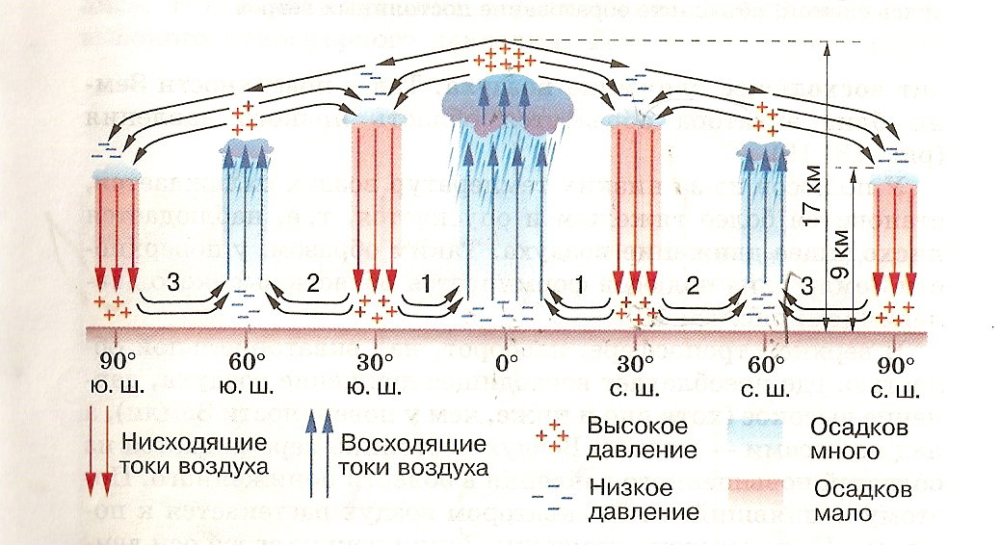 17 км
9 км
3 2 1 1 2 3
90° 60° 30° 0° 30° 60° 90°
ю. ш. ю. ш. ю. ш. с. ш. с. ш. с. ш.
Нисходящие
токи воздуха
Восходящие
токи воздуха
Высокое
давление
Низкое
давление
Осадков
много
Осадков
мало